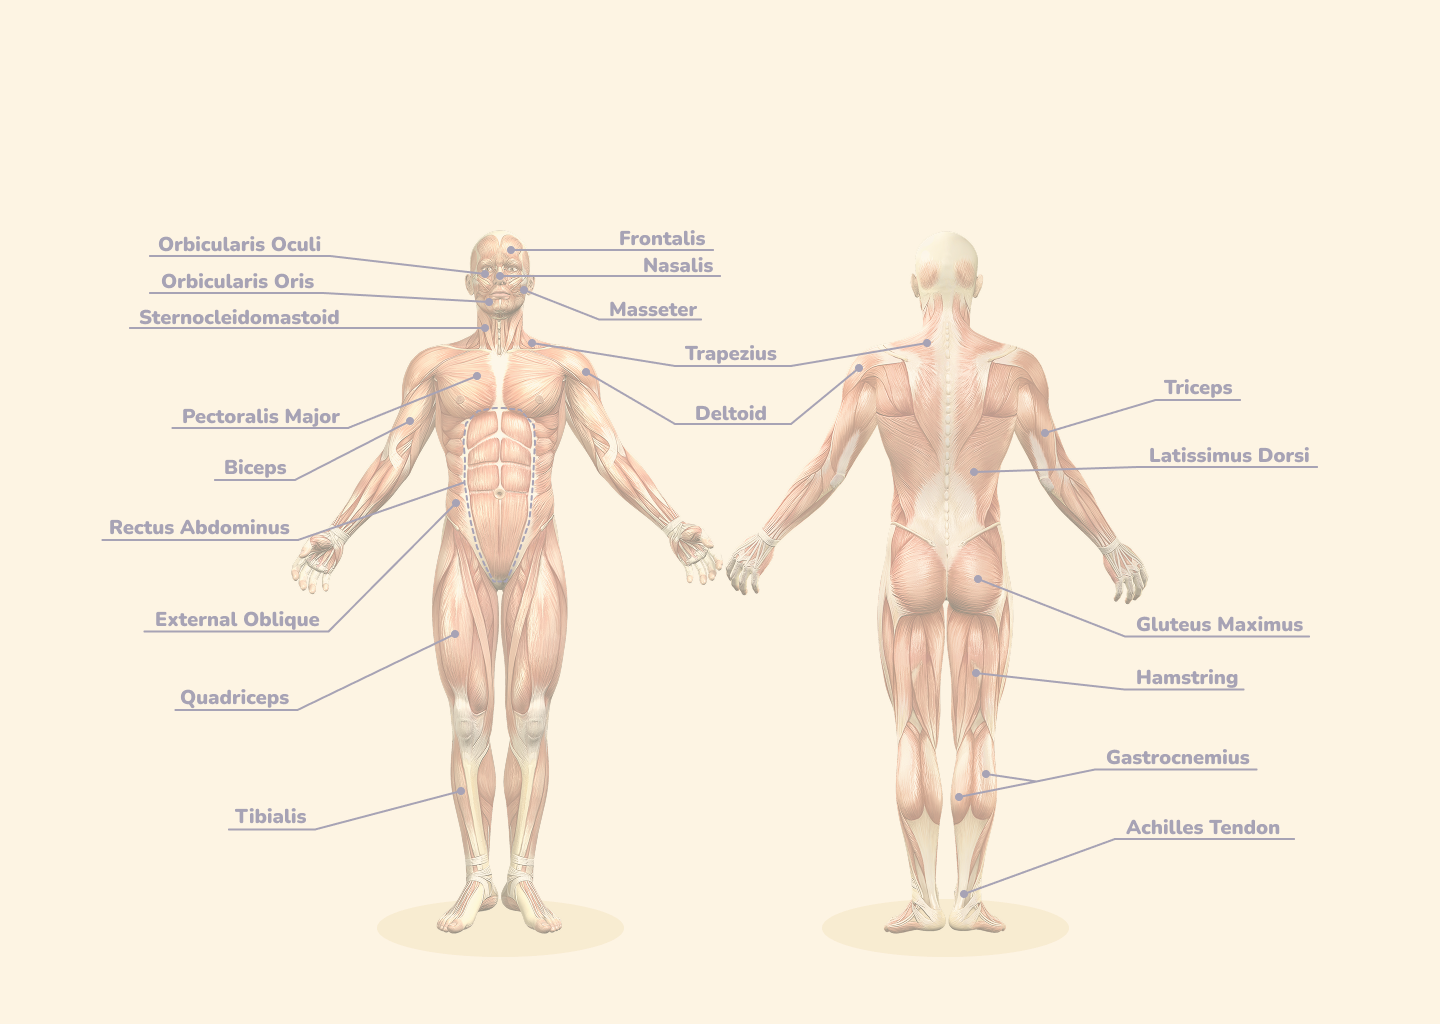 Orbicularis Oculi
Orbicularis Oris
Sternocleidomastoid
Pectoralis Major
Biceps
Rectus Abdominus
External Oblique
Quadriceps
Tibialis
Frontalis
Nasalis
Masseter
Trapezius
Deltoid
Triceps
Latissimus Dorsi
Gluteus Maximus
Hamstring
Gastrocnemius
Achilles Tendon